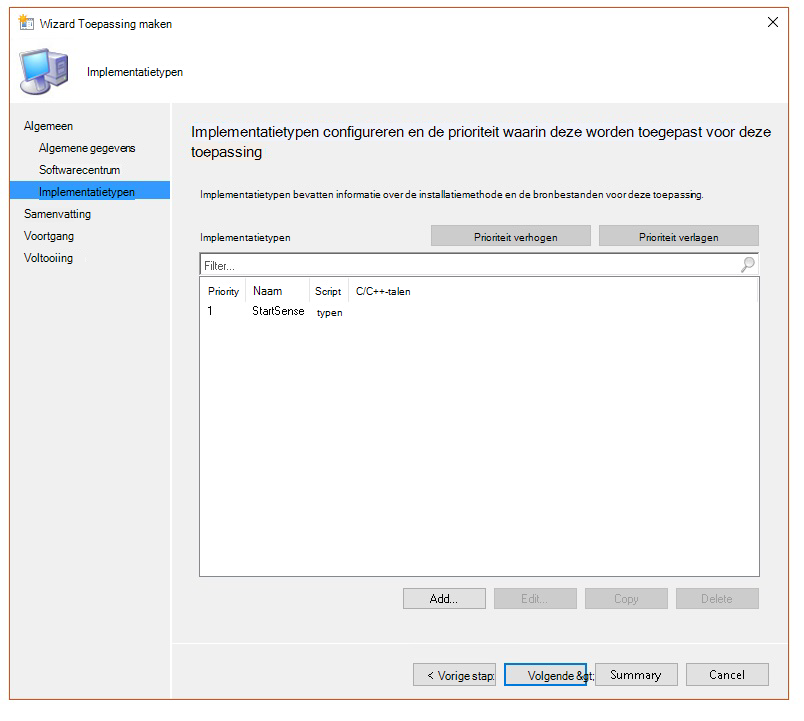 Wizard Toepassing maken
Implementatietypen
Algemeen
Algemene gegevens
Softwarecentrum
Implementatietypen
Samenvatting
Voortgang
Voltooiing
Implementatietypen configureren en de prioriteit waarin deze worden toegepast voor deze
toepassing
Implementatietypen bevatten informatie over de installatiemethode en de bronbestanden voor deze toepassing.
Implementatietypen Prioriteit verhogen Prioriteit verlagen
Filter...
Priority Naam Script C/C++-talen
1 StartSense typen
Add... Edit... Copy Delete
< Vorige stap: Volgende &gt; Summary Cancel